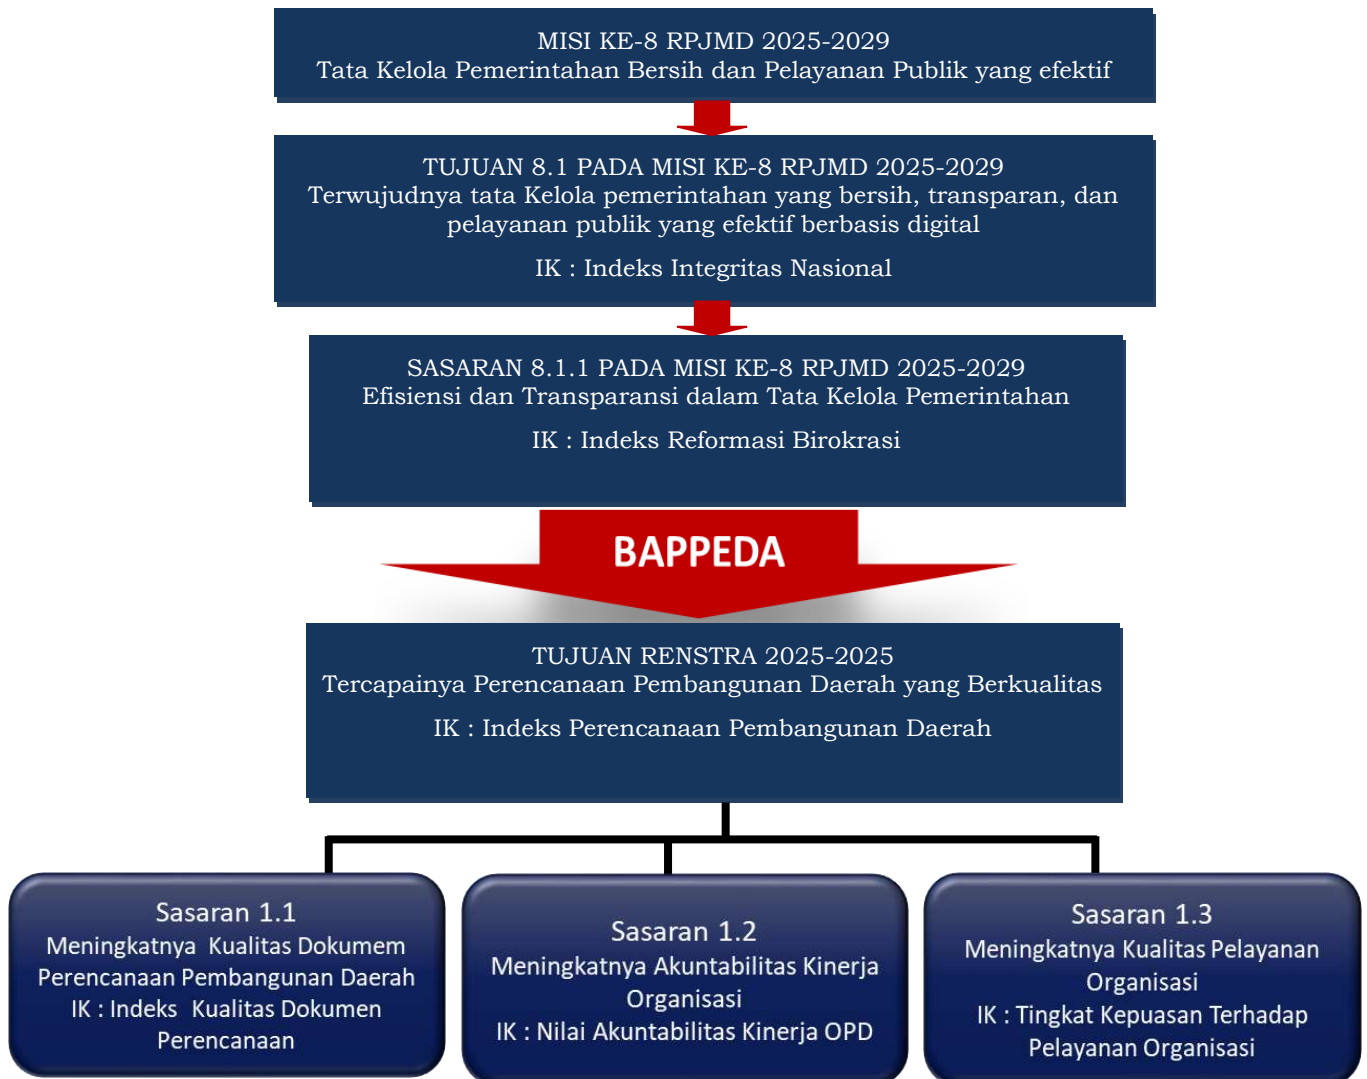 MISI KE-8 RPJMD 2025-2029
Tata Kelola Pemerintahan Bersih dan Pelayanan Publik yang efektif
TUJUAN 8.1 PADA MISI KE-8 RPJMD 2025-2029
Terwujudnya tata Kelola pemerintahan yang bersih, transparan, dan
pelayanan publik yang efektif berbasis digital
IK : Indeks Integritas Nasional
SASARAN 8.1.1 PADA MISI KE-8 RPJMD 2025-2029
Efisiensi dan Transparansi dalam Tata Kelola Pemerintahan
IK : Indeks Reformasi Birokrasi
BAPPEDA
TUJUAN RENSTRA 2025-2025
Tercapainya Perencanaan Pembangunan Daerah yang Berkualitas
IK : Indeks Perencanaan Pembangunan Daerah
Sasaran 1.1
Meningkatnya Kualitas Dokumem
Perencanaan Pembangunan Daerah
IK : Indeks Kualitas Dokumen
Perencanaan
Sasaran 1.2
Meningkatnya Akuntabilitas Kinerja
Organisasi
IK : Nilai Akuntabilitas Kinerja OPD
Sasaran 1.3
Meningkatnya Kualitas Pelayanan
Organisasi
IK : Tingkat Kepuasan Terhadap
Pelayanan Organisasi